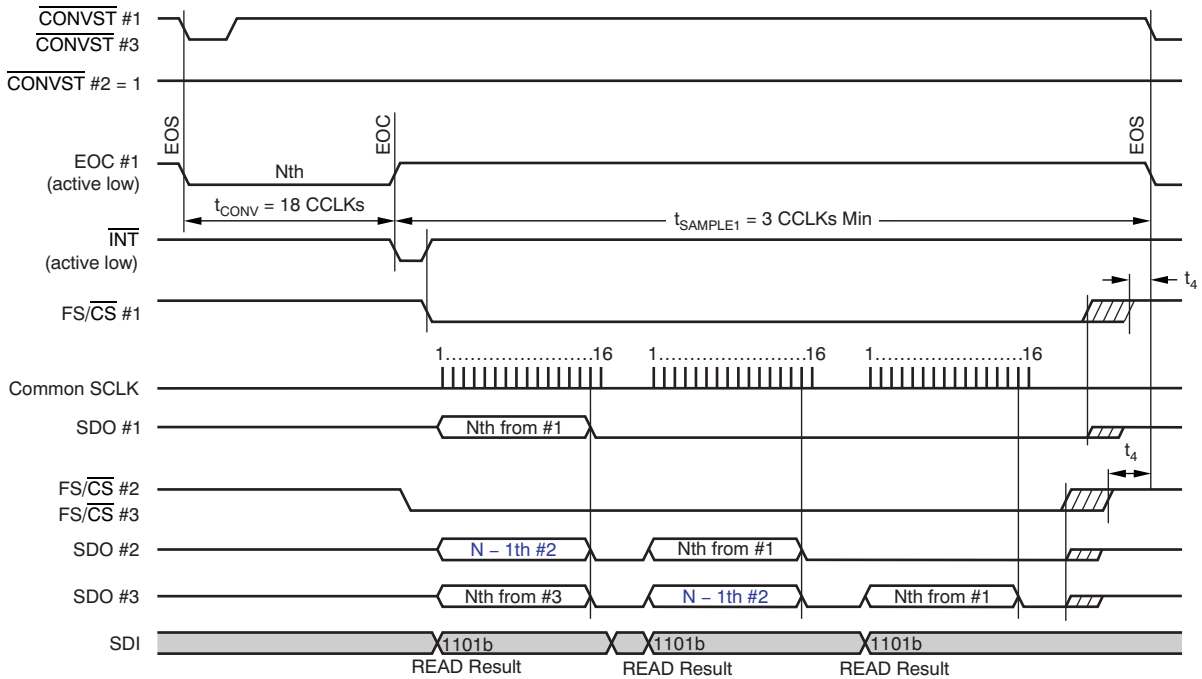 CONVST #1
CONVST #3
CONVST #2 = 1
EOS
EOC
EOS
EOC #1
(active low)
Nth
tCONV = 18 CCLKs
tSAMPLE1 = 3 CCLKs Min
INT
(active low)
t4
FS/CS #1
1.......................16
1.......................16
1.......................16
Common SCLK
SDO #1
Nth from #1
t4
FS/CS #2
FS/CS #3
SDO #2
N − 1th #2
Nth from #1
SDO #3
Nth from #3
N − 1th #2
Nth from #1
SDI
1101b
1101b
1101b
READ Result
READ Result
READ Result